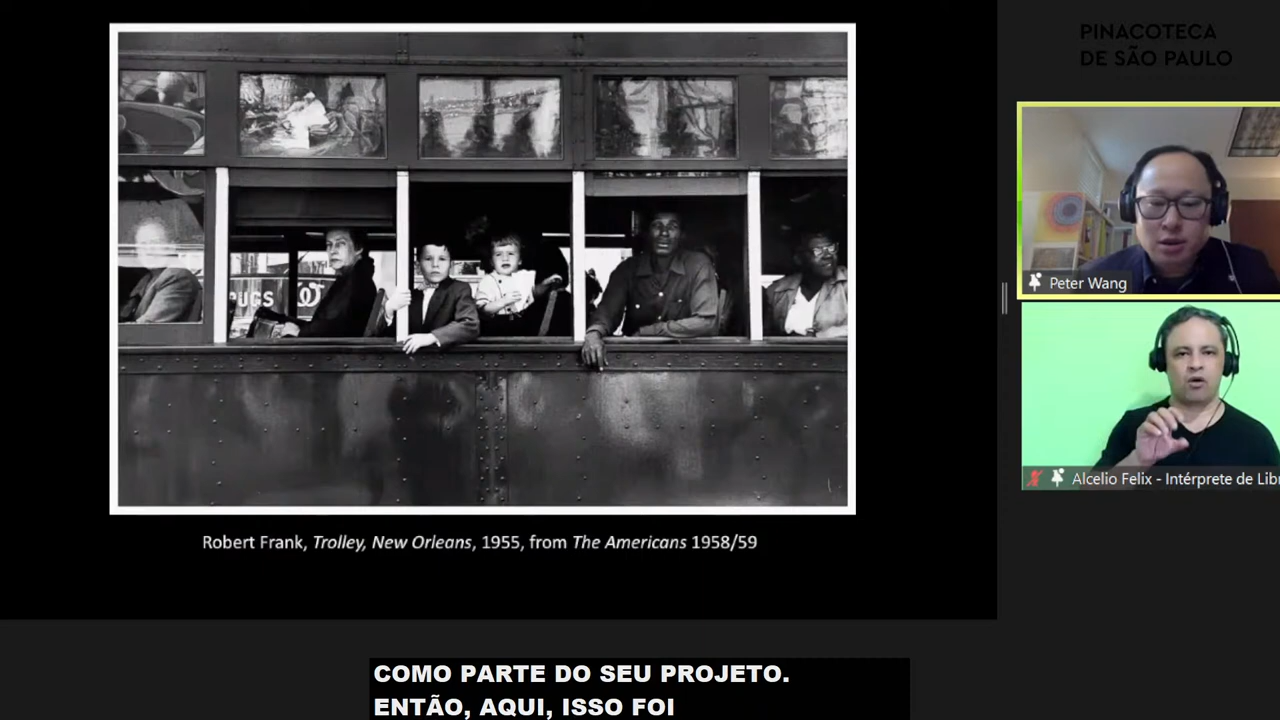 PINACOTECA
DE SÃO PAULO
UGS
Peter Wang
Alcelio Felix - Intérprete de Lib
Robert Frank, Trolley, New Orleans, 1955, from The Americans 1958/59
COMO PARTE DO SEU PROJETO.
ENTÃO, AQUI, ISSO FOI